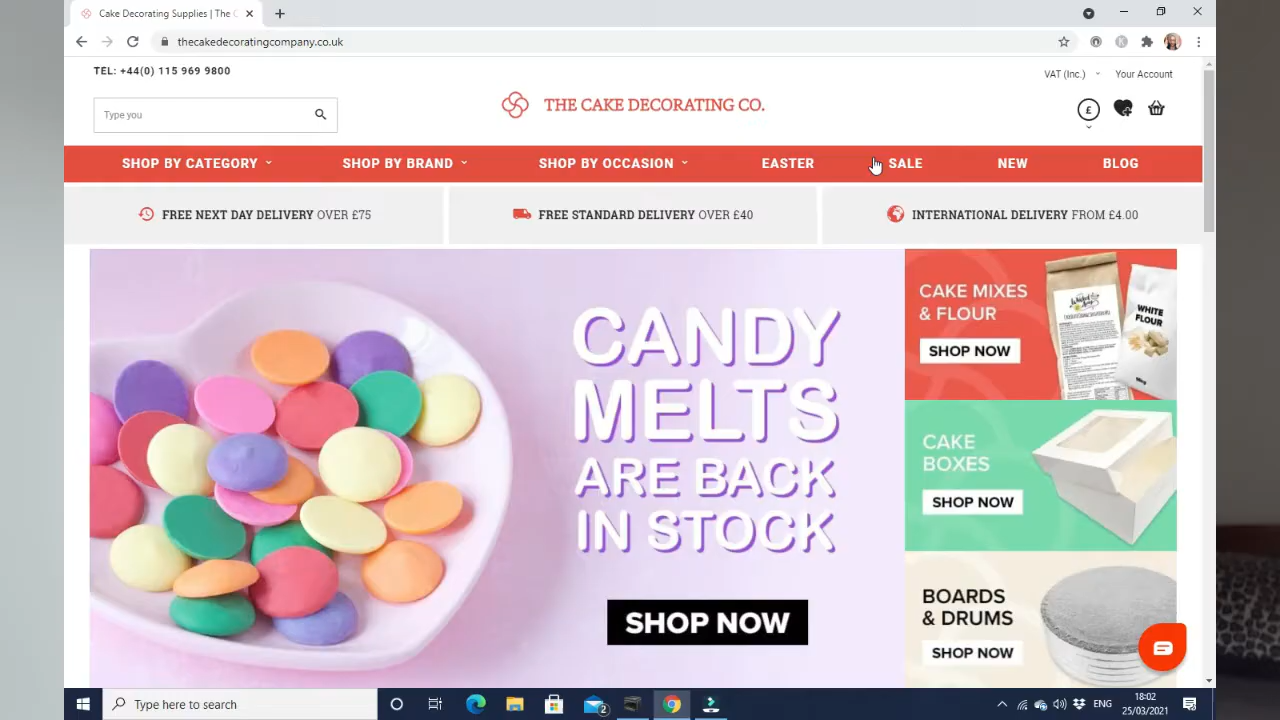 Cake Decorating Supplies | The C
thecakedecoratingcompany.co.uk
TEL: +44(0) 115 969 9800
VAT (Inc.)
Your Account
Type you
THE CAKE DECORATING CO.
£
SHOP BY CATEGORY
SHOP BY BRAND
SHOP BY OCCASION
EASTER
SALE
NEW
BLOG
FREE NEXT DAY DELIVERY OVER £75
FREE STANDARD DELIVERY OVER £40
INTERNATIONAL DELIVERY FROM £4.00
CANDY
MELTS
ARE BACK
IN STOCK
SHOP NOW
CAKE MIXES
& FLOUR
SHOP NOW
WHITE
FLOUR
CAKE
BOXES
SHOP NOW
BOARDS
& DRUMS
SHOP NOW
Type here to search
2
ENG
18:02
25/03/2021